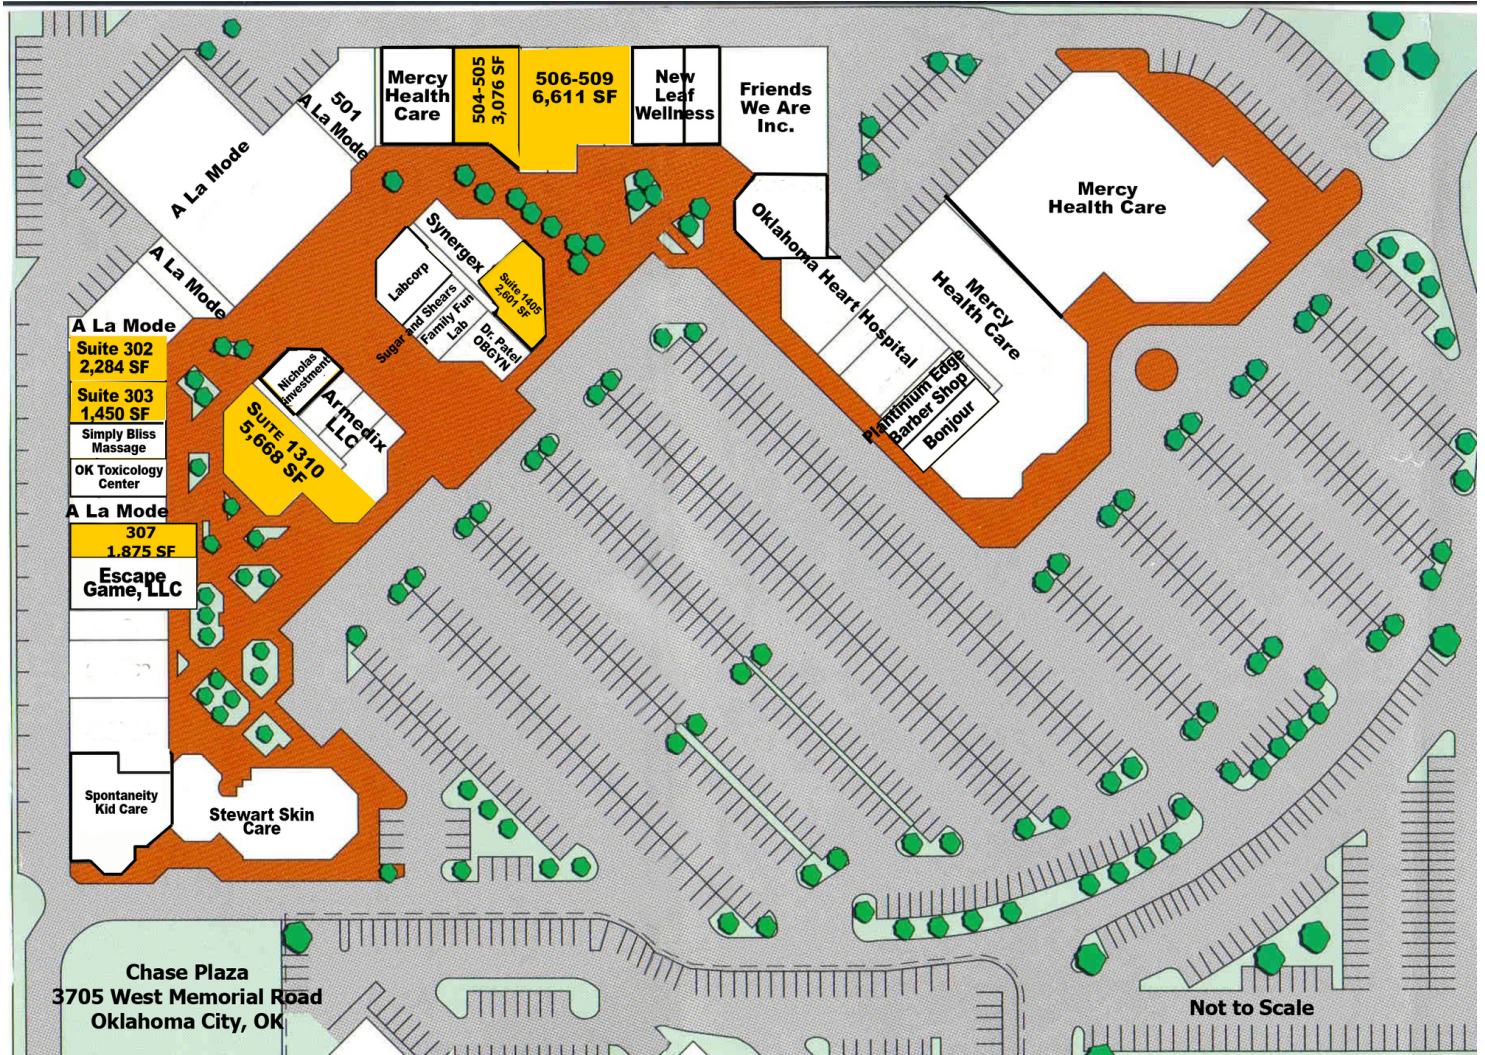 Mercy
Health
Care
504-505
3,076 SF
506-509
6,611 SF
New
Leaf
Wellness
Friends
We Are
Inc.
501
A La Mode
A La Mode
A La Mode
A La Mode
Suite 302
2,284 SF
Suite 303
1,450 SF
Simply Bliss
Massage
OK Toxicology
Center
A La Mode
307
1,875 SF
Escape
Game, LLC
Spontaneity
Kid Care
Stewart Skin
Care
Synergex
Labcorp
Suite 1405
2,601 SF
Sugar and Shears
Family Fun
Lab
Dr. Patel
OBGYN
Nicholas
investment
Armedix
LLC
SUITE 1310
5,668 SF
Oklahoma Heart Hospital
Mercy
Health Care
Mercy
Health Care
Plantinium Edge
Barber Shop
Bonjour
Chase Plaza
3705 West Memorial Road
Oklahoma City, OK
Not to Scale